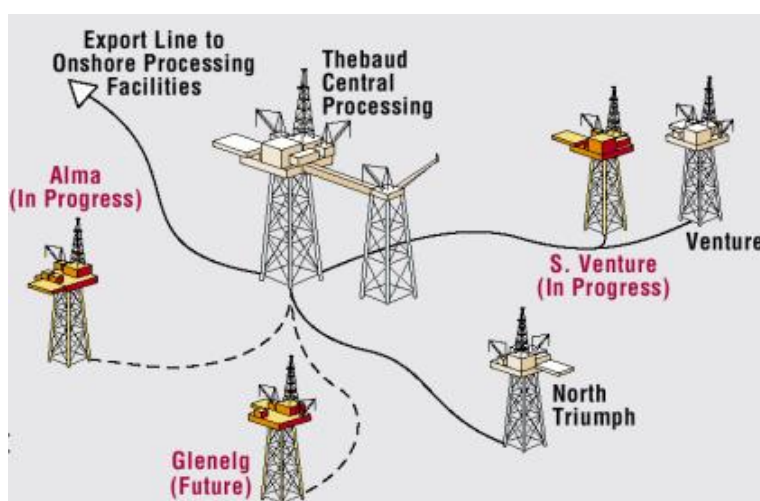 Export Line to
Onshore Processing
Facilities
Thebaud
Central
Processing
Alma
(In Progress)
S. Venture
(In Progress)
Venture
North
Triumph
Glenelg
(Future)